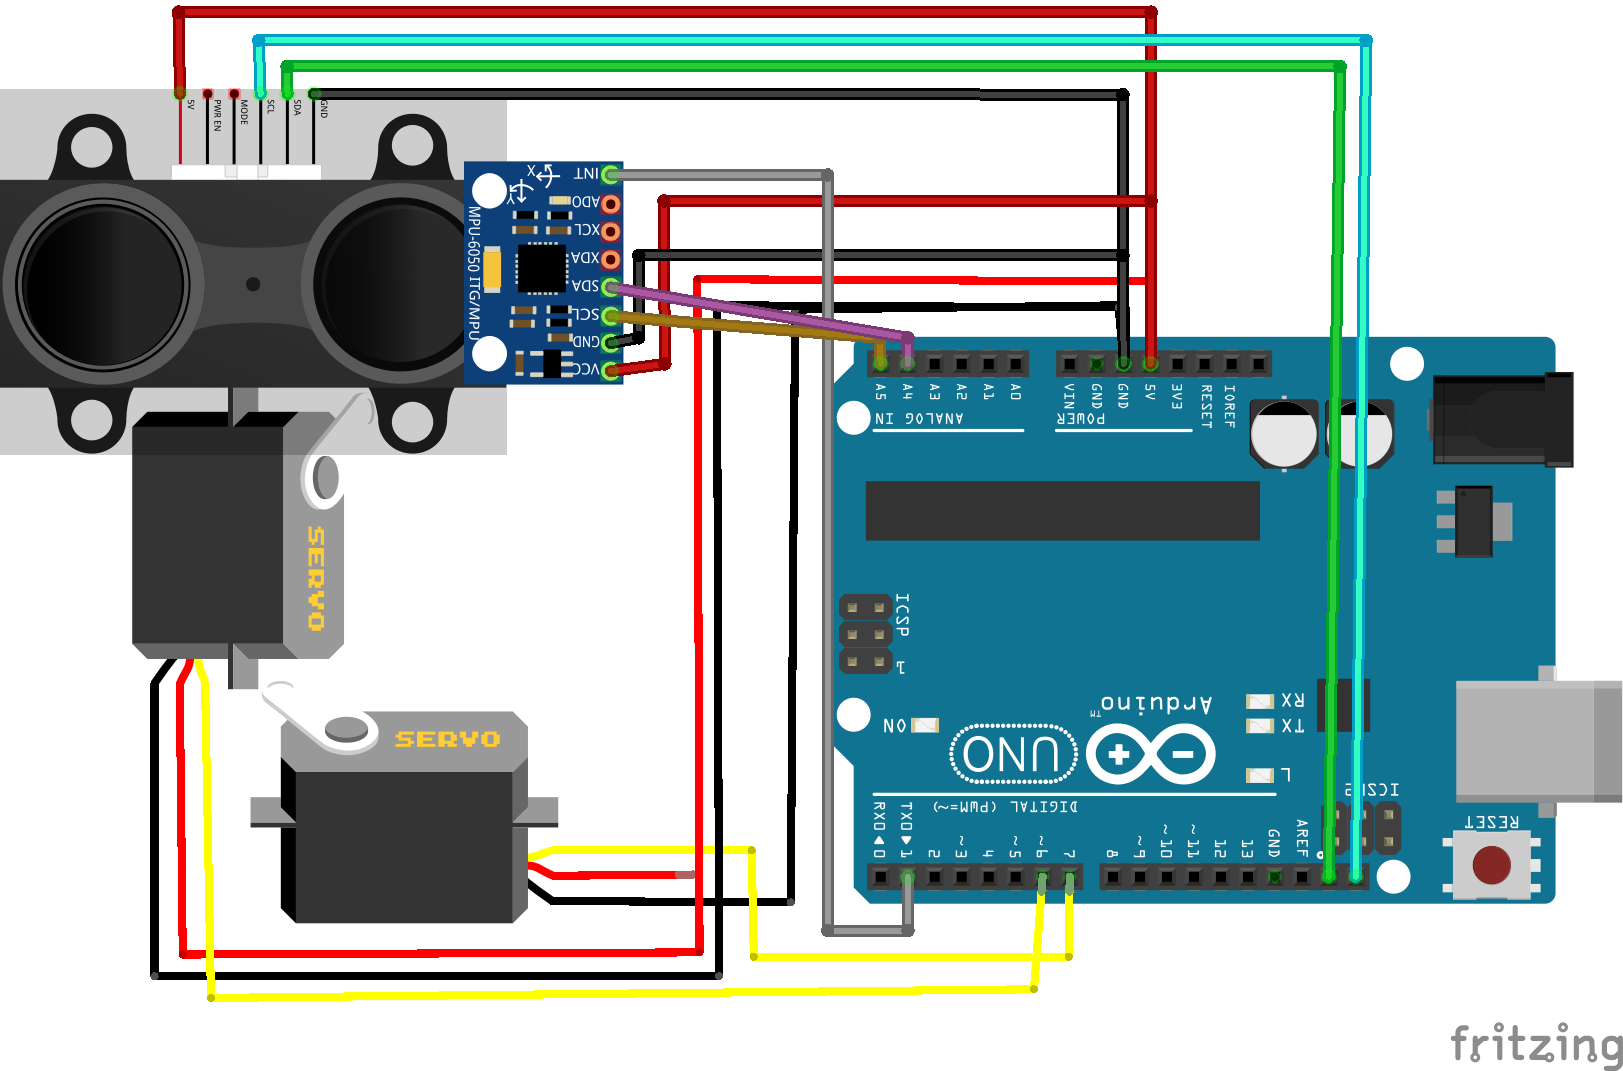 5V
PWR EN
MODE
SCL
SDA
GND
X
Y
MPU-6050 ITG/MPU
INT
ADO
XCL
XDA
SDA
SCL
GND
VCC
SERVO
SERVO
A5
A4
A3
A2
A1
A0
ANALOG IN
VIN
GND
GND
5V
3V3
RESET
IOREF
POWER
ICSP
1
ON
UNO
Arduino
TM
RX
TX
L
ICSP2
RESET
DIGITAL (PWM=~)
RX0 ◀ 0
TX0 ▶ 1
2
~3
4
~5
~6
7
8
~9
~10
~11
12
13
GND
AREF
fritzing